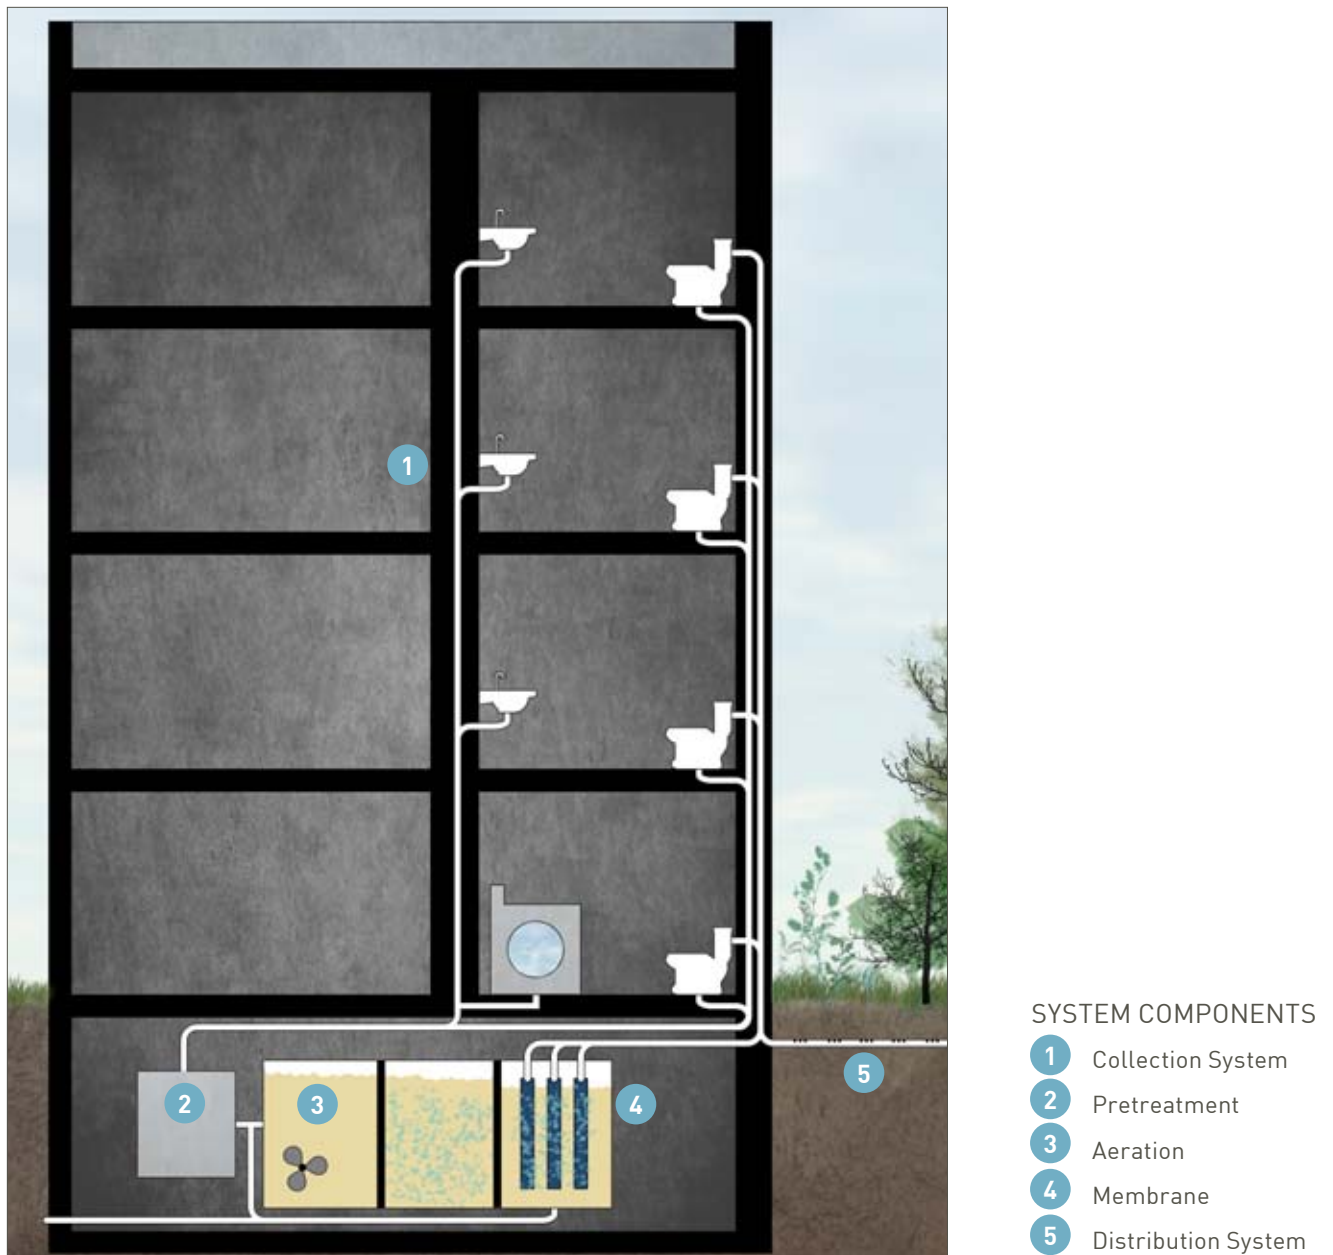 1
2
3
4
5
SYSTEM COMPONENTS
1 Collection System
2 Pretreatment
3 Aeration
4 Membrane
5 Distribution System